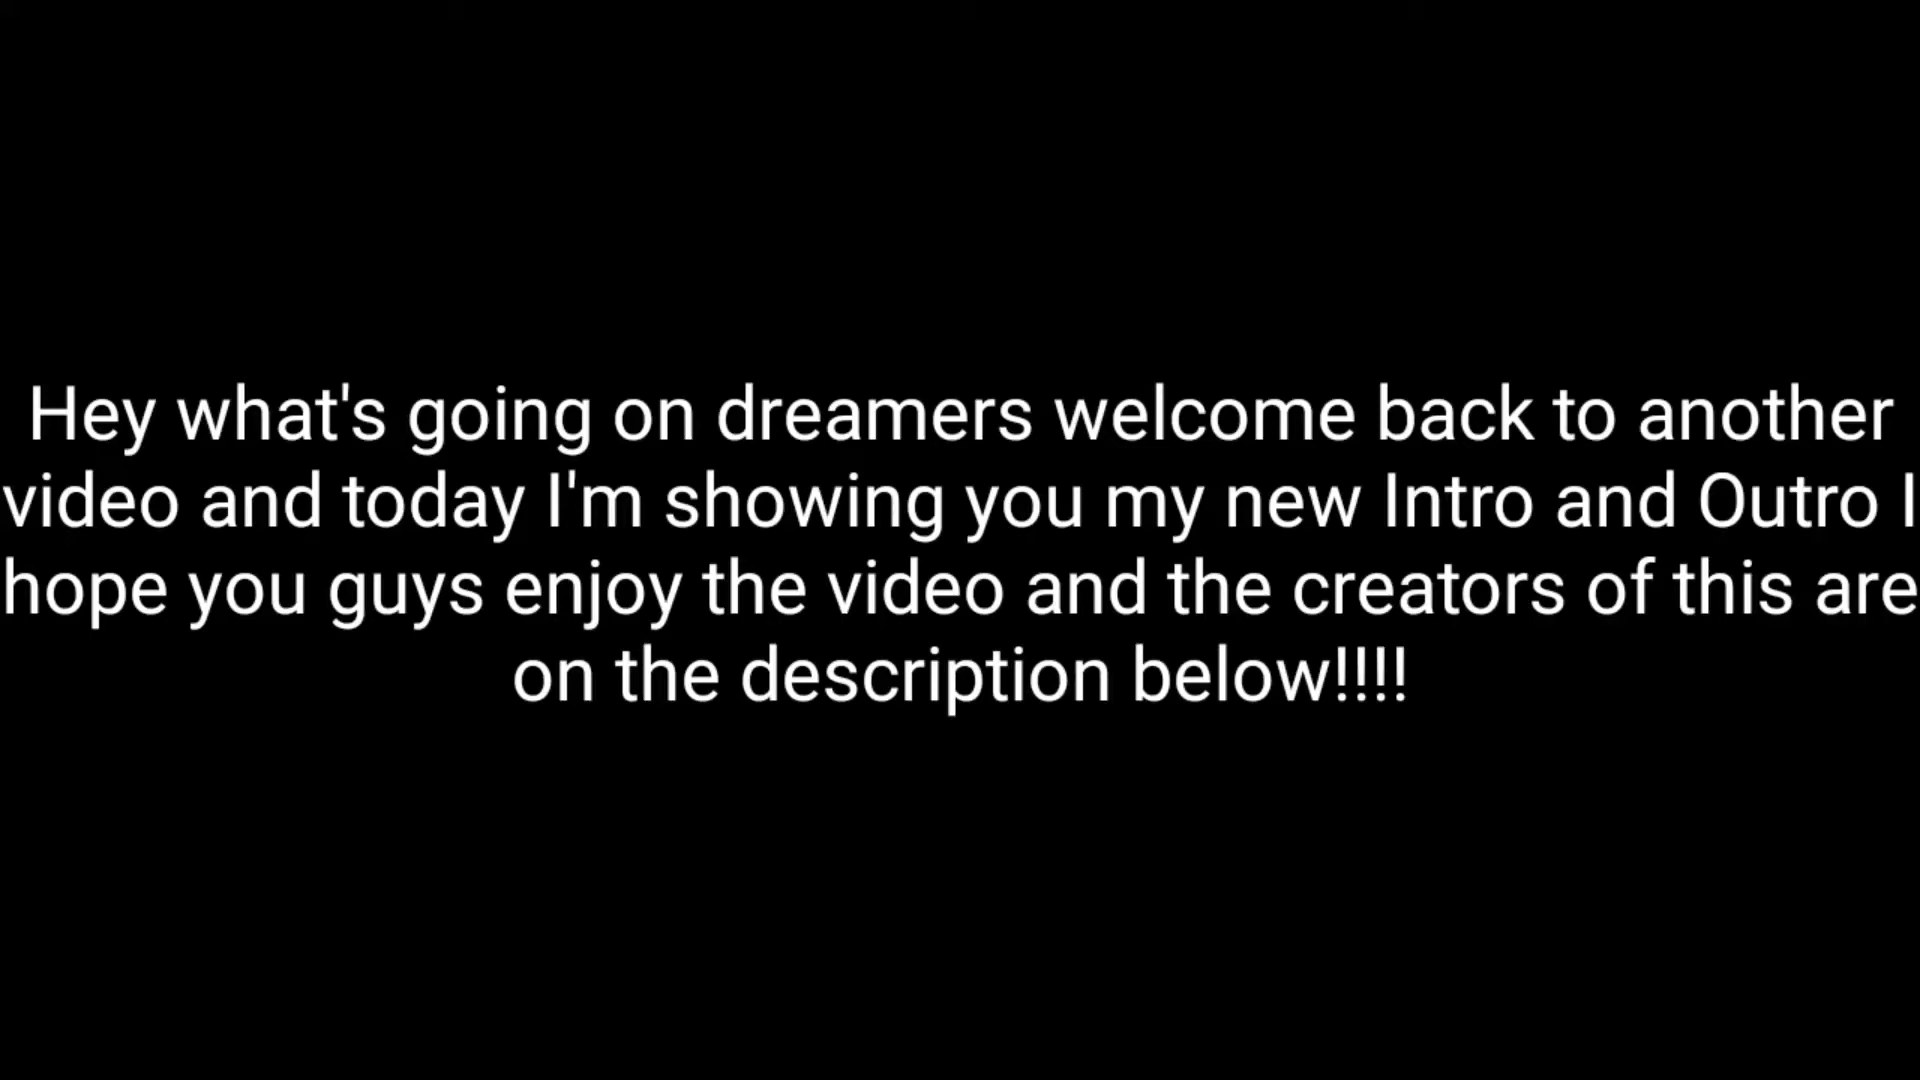 Hey what's going on dreamers welcome back to another
video and today I'm showing you my new Intro and Outro I
hope you guys enjoy the video and the creators of this are
on the description below!!!!